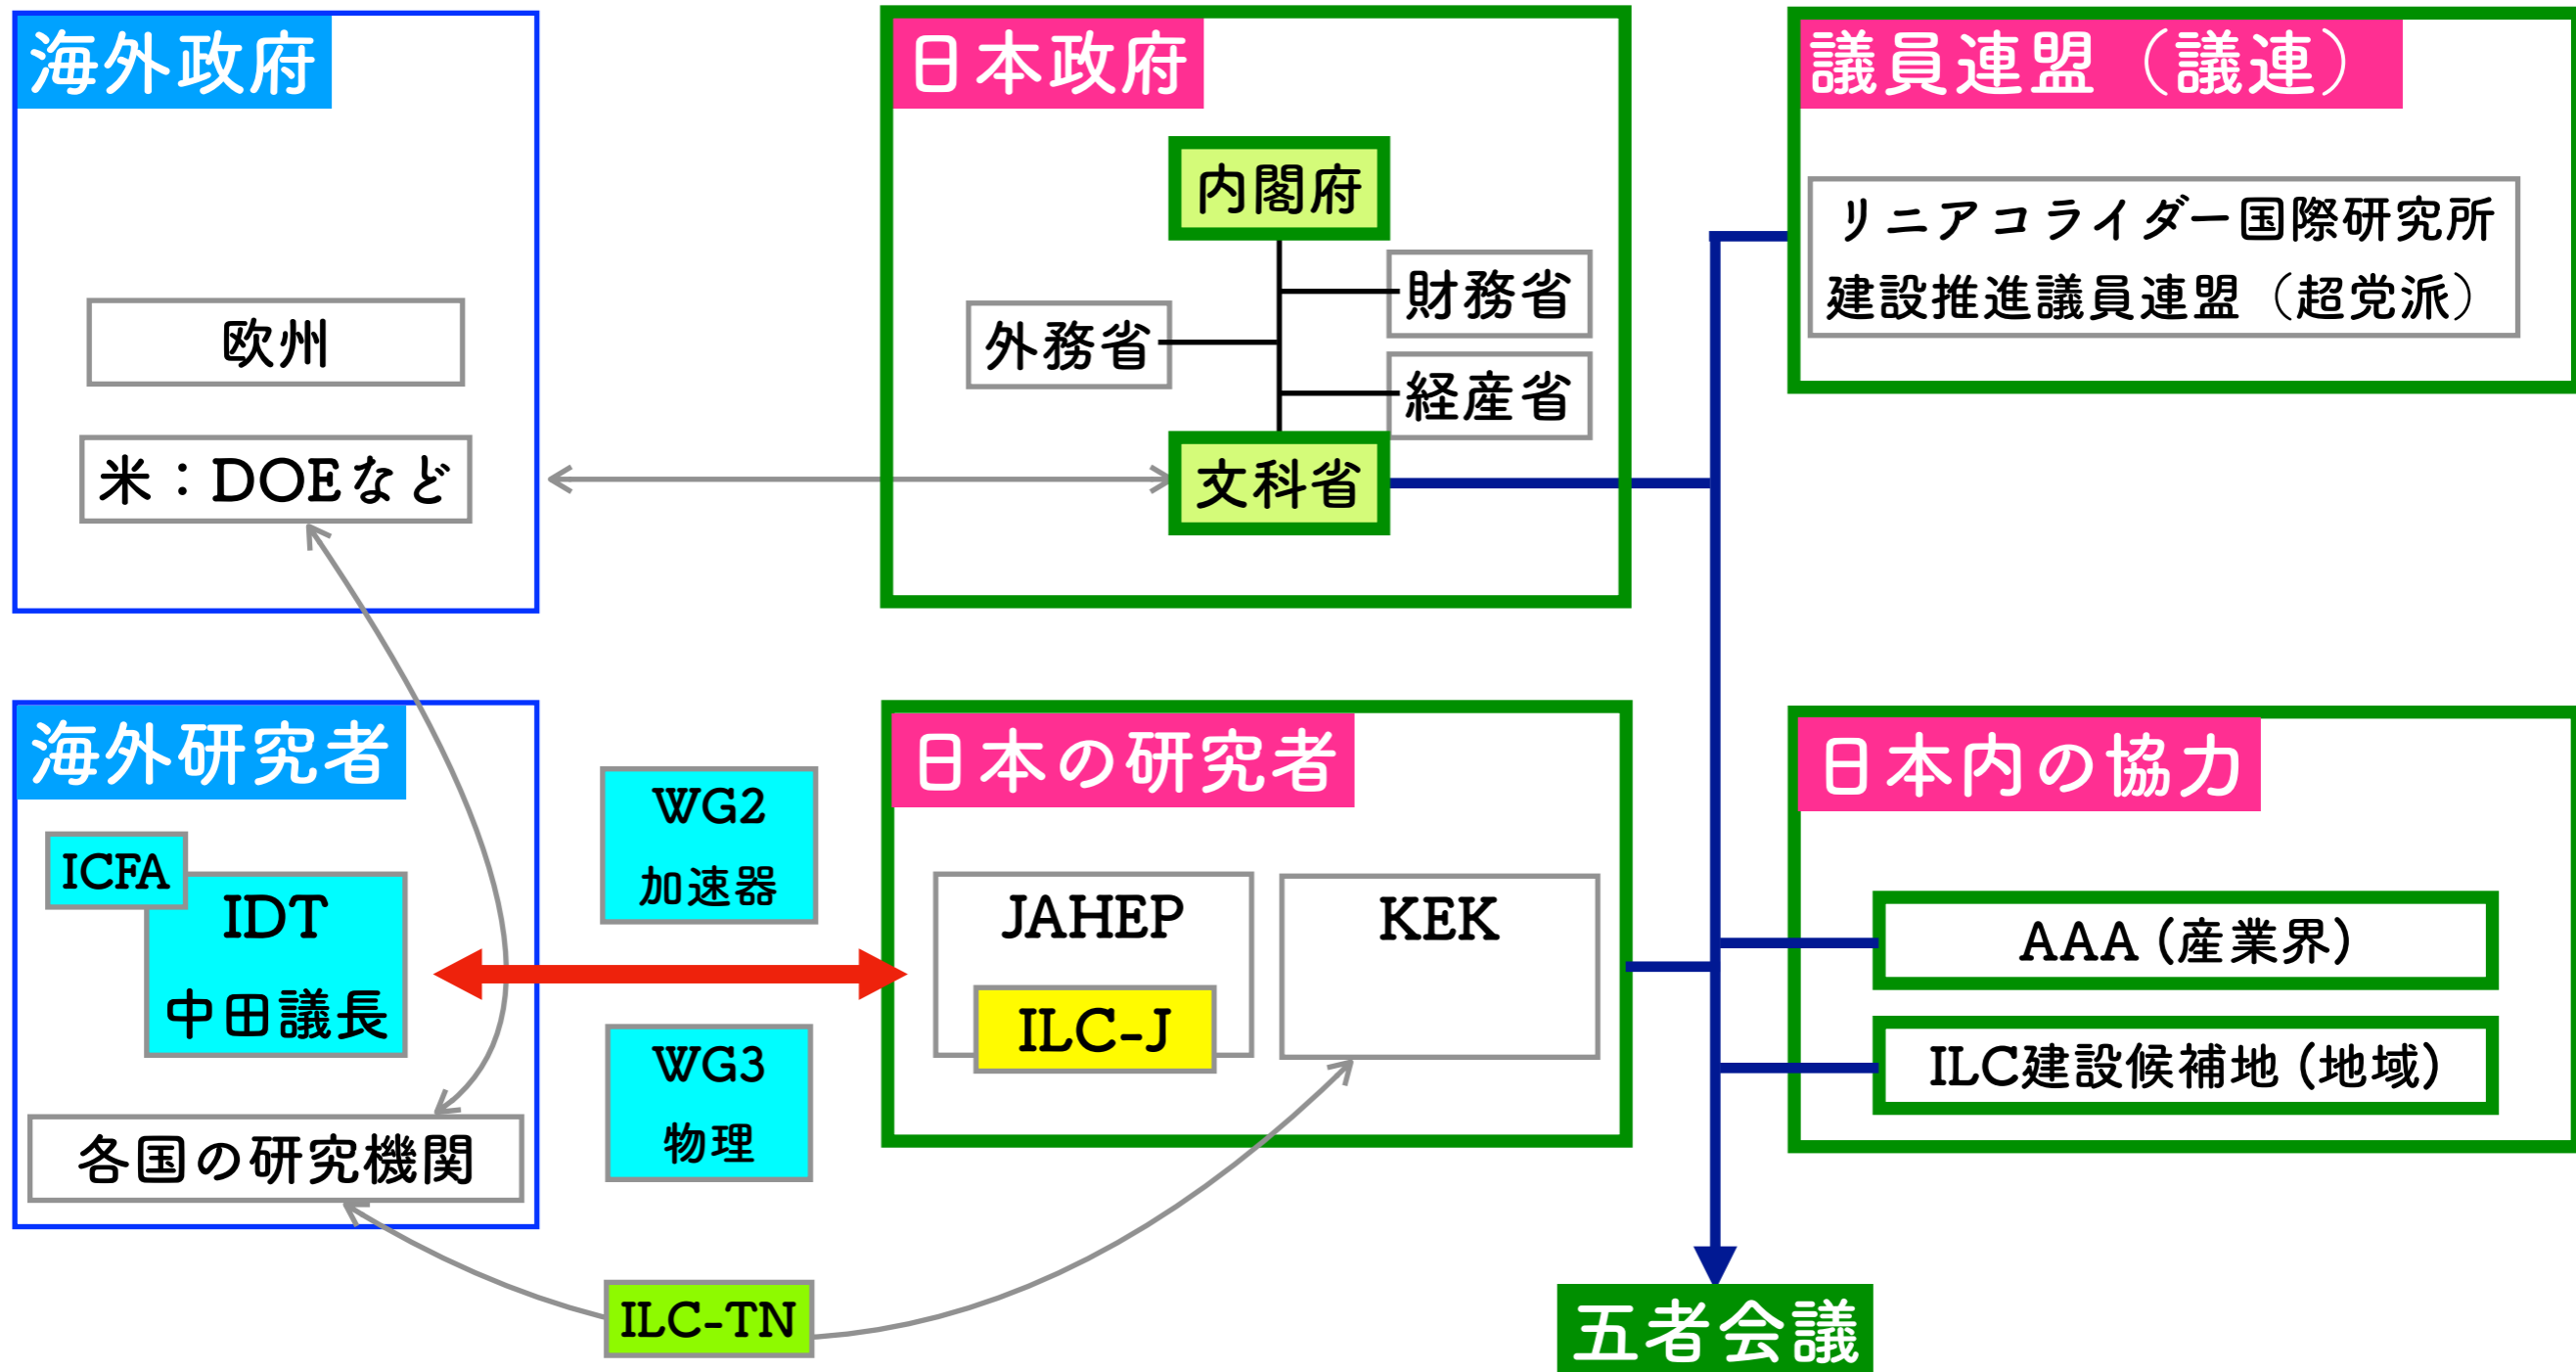 海外政府
欧州
米：DOEなど
日本政府
内閣府
財務省
外務省
経産省
文科省
議員連盟（議連）
リニアコライダー国際研究所
建設推進議員連盟（超党派）
海外研究者
ICFA
IDT
中田議長
各国の研究機関
WG2
加速器
WG3
物理
ILC-TN
日本の研究者
JAHEP
ILC-J
KEK
日本内の協力
AAA (産業界)
ILC建設候補地 (地域)
五者会議